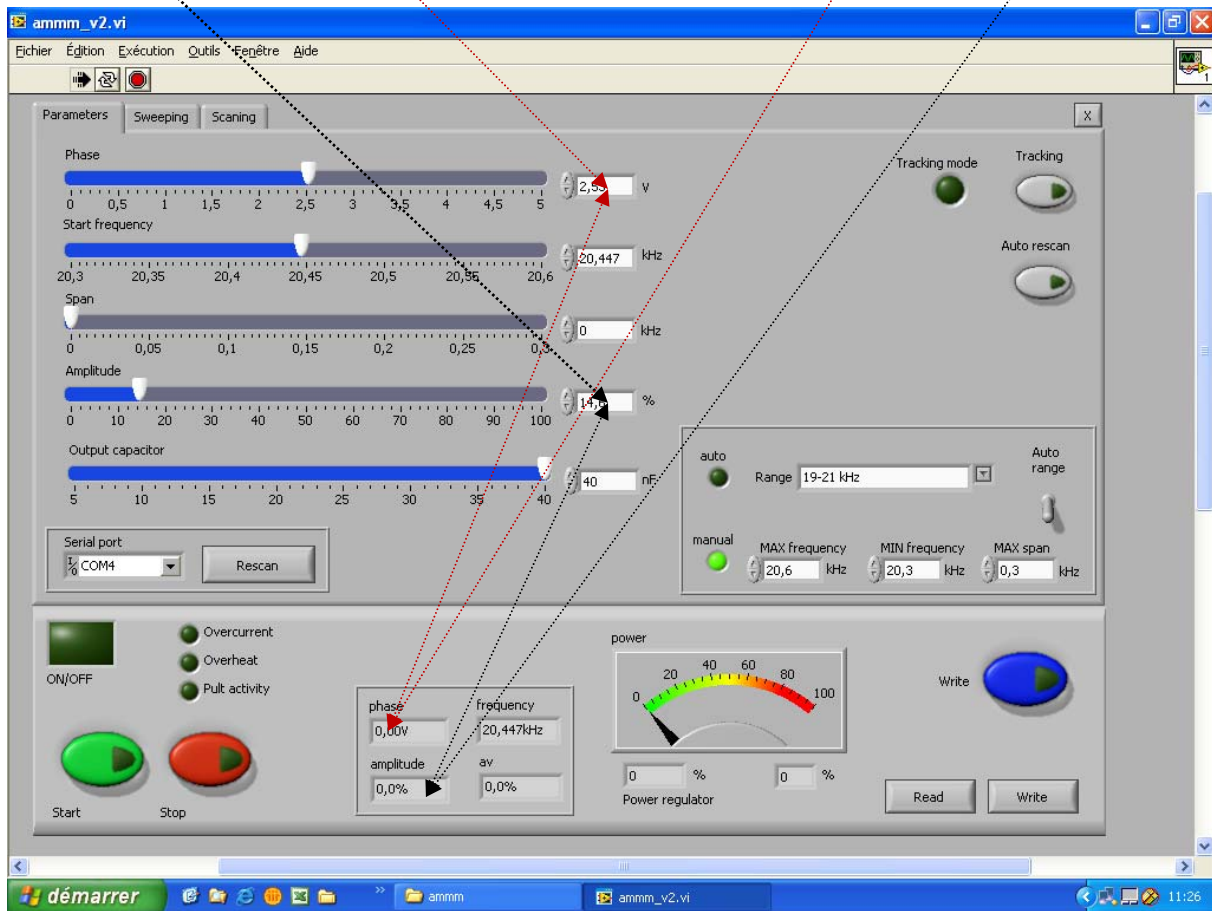 ammm_v2.vi
Fichier Édition Exécution Outils Fenêtre Aide
1
Parameters Sweeping Scaning X
Phase
0 0,5 1 1,5 2 2,5 3 3,5 4 4,5 5
V
Tracking mode
Tracking
Start frequency
20,3 20,35 20,4 20,45 20,5 20,55 20,6
20,447 kHz
Auto rescan
Span
0 0,05 0,1 0,15 0,2 0,25 0,3
0 kHz
Amplitude
0 10 20 30 40 50 60 70 80 90 100
%
Output capacitor
5 10 15 20 25 30 35 40
40 nF
auto
Range 19-21 kHz
Auto
range
manual
MAX frequency MIN frequency MAX span
20,6 kHz 20,3 kHz 0,3 kHz
Serial port
COM4
Rescan
ON/OFF
Overcurrent
Overheat
Pult activity
Start
Stop
phase frequency
0,00V 20,447kHz
amplitude av
0,0% 0,0%
power
0 20 40 60 80 100
0 % 0 %
Power regulator
Write
Read Write
démarrer
ammm
ammm_v2.vi
11:26